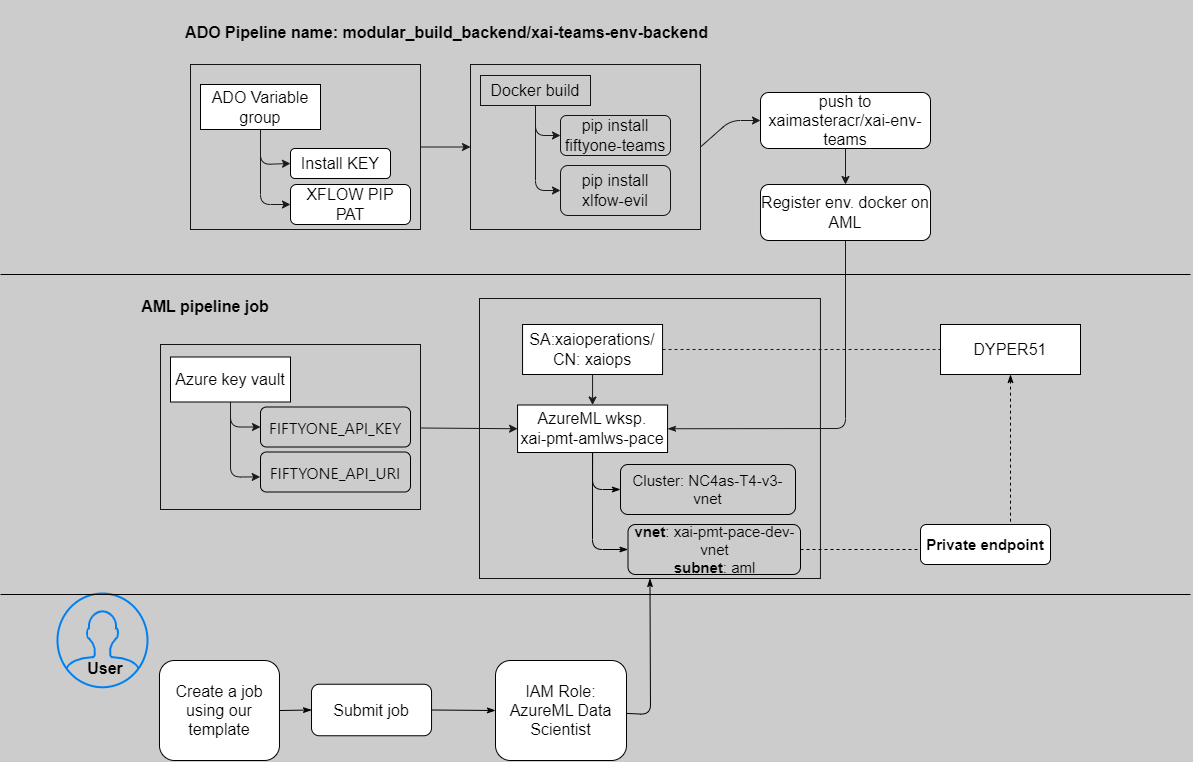 ADO Pipeline name: modular_build_backend/xai-teams-env-backend
ADO Variable
group
Install KEY
XFLOW PIP
PAT
Docker build
pip install
fiftyone-teams
pip install
xlfow-evil
push to
xaimasteracr/xai-env-
teams
Register env. docker on
AML
AML pipeline job
Azure key vault
FIFTYONE_API_KEY
FIFTYONE_API_URI
SA:xaioperations/
CN: xaiops
AzureML wksp.
xai-pmt-amlws-pace
Cluster: NC4as-T4-v3-
vnet
vnet: xai-pmt-pace-dev-
vnet
subnet: aml
DYPER51
Private endpoint
User
Create a job
using our
template
Submit job
IAM Role:
AzureML Data
Scientist